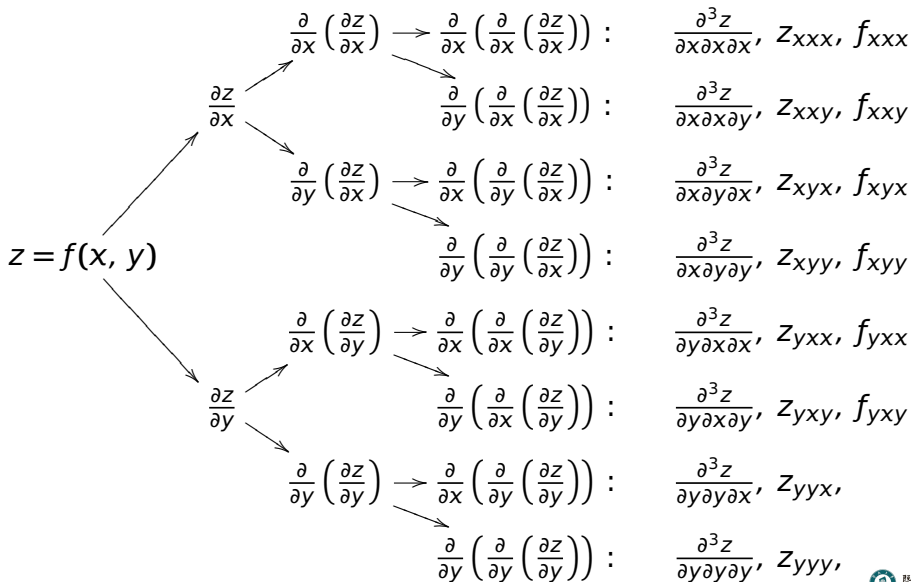 ∂/∂x (∂z/∂x) → ∂/∂x (∂/∂x (∂z/∂x)) : ∂³z/∂x∂x∂x, z_xxx, f_xxx
∂z/∂x ∂/∂y (∂/∂x (∂z/∂x)) : ∂³z/∂x∂x∂y, z_xxy, f_xxy
∂/∂y (∂z/∂x) → ∂/∂x (∂/∂y (∂z/∂x)) : ∂³z/∂x∂y∂x, z_xyx, f_xyx
z = f(x, y) ∂/∂y (∂/∂y (∂z/∂x)) : ∂³z/∂x∂y∂y, z_xyy, f_xyy
∂/∂x (∂z/∂y) → ∂/∂x (∂/∂x (∂z/∂y)) : ∂³z/∂y∂x∂x, z_yxx, f_yxx
∂z/∂y ∂/∂y (∂/∂x (∂z/∂y)) : ∂³z/∂y∂x∂y, z_yxy, f_yxy
∂/∂y (∂z/∂y) → ∂/∂x (∂/∂y (∂z/∂y)) : ∂³z/∂y∂y∂x, z_yyx,
∂/∂y (∂/∂y (∂z/∂y)) : ∂³z/∂y∂y∂y, z_yyy,